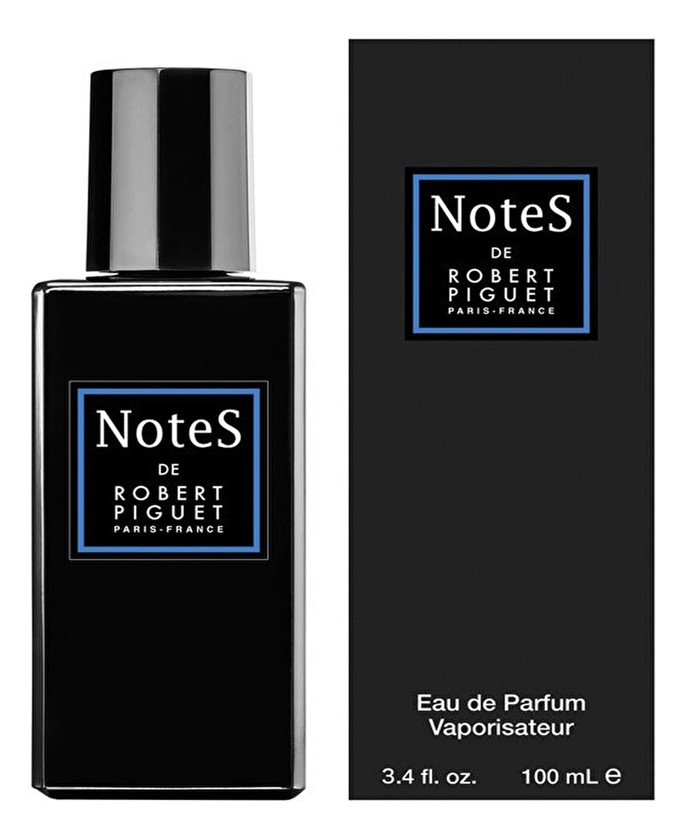 NoteS
DE
ROBERT
PIGUET
PARIS-FRANCE
NoteS
DE
ROBERT
PIGUET
PARIS-FRANCE
Eau de Parfum
Vaporisateur
3.4 fl. oz. 100 mL ℮